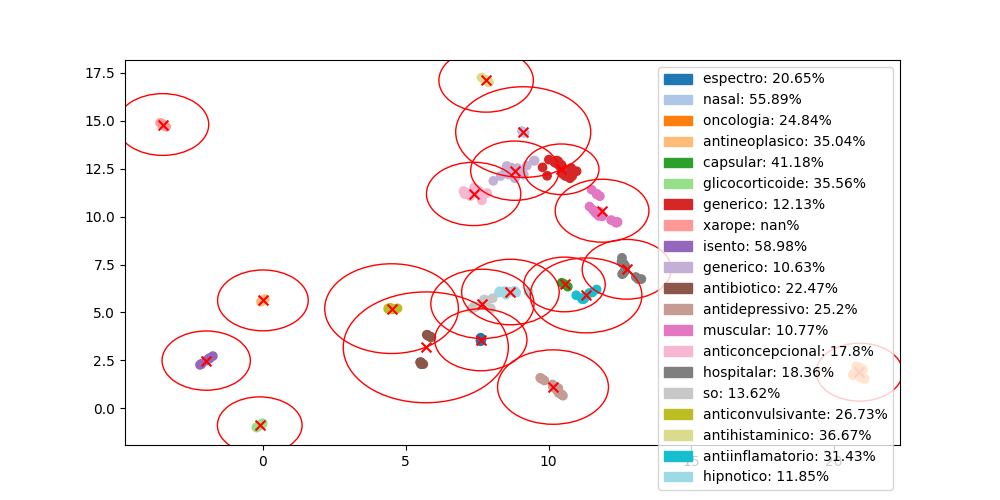 17.5
15.0
12.5
10.0
7.5
5.0
2.5
0.0
0
5
10
15
20
espectro: 20.65%
nasal: 55.89%
oncologia: 24.84%
antineoplasico: 35.04%
capsular: 41.18%
glicocorticoide: 35.56%
generico: 12.13%
xarope: nan%
isento: 58.98%
generico: 10.63%
antibiotico: 22.47%
antidepressivo: 25.2%
muscular: 10.77%
anticoncepcional: 17.8%
hospitalar: 18.36%
so: 13.62%
anticonvulsivante: 26.73%
antihistaminico: 36.67%
antiinflamatorio: 31.43%
hipnotico: 11.85%